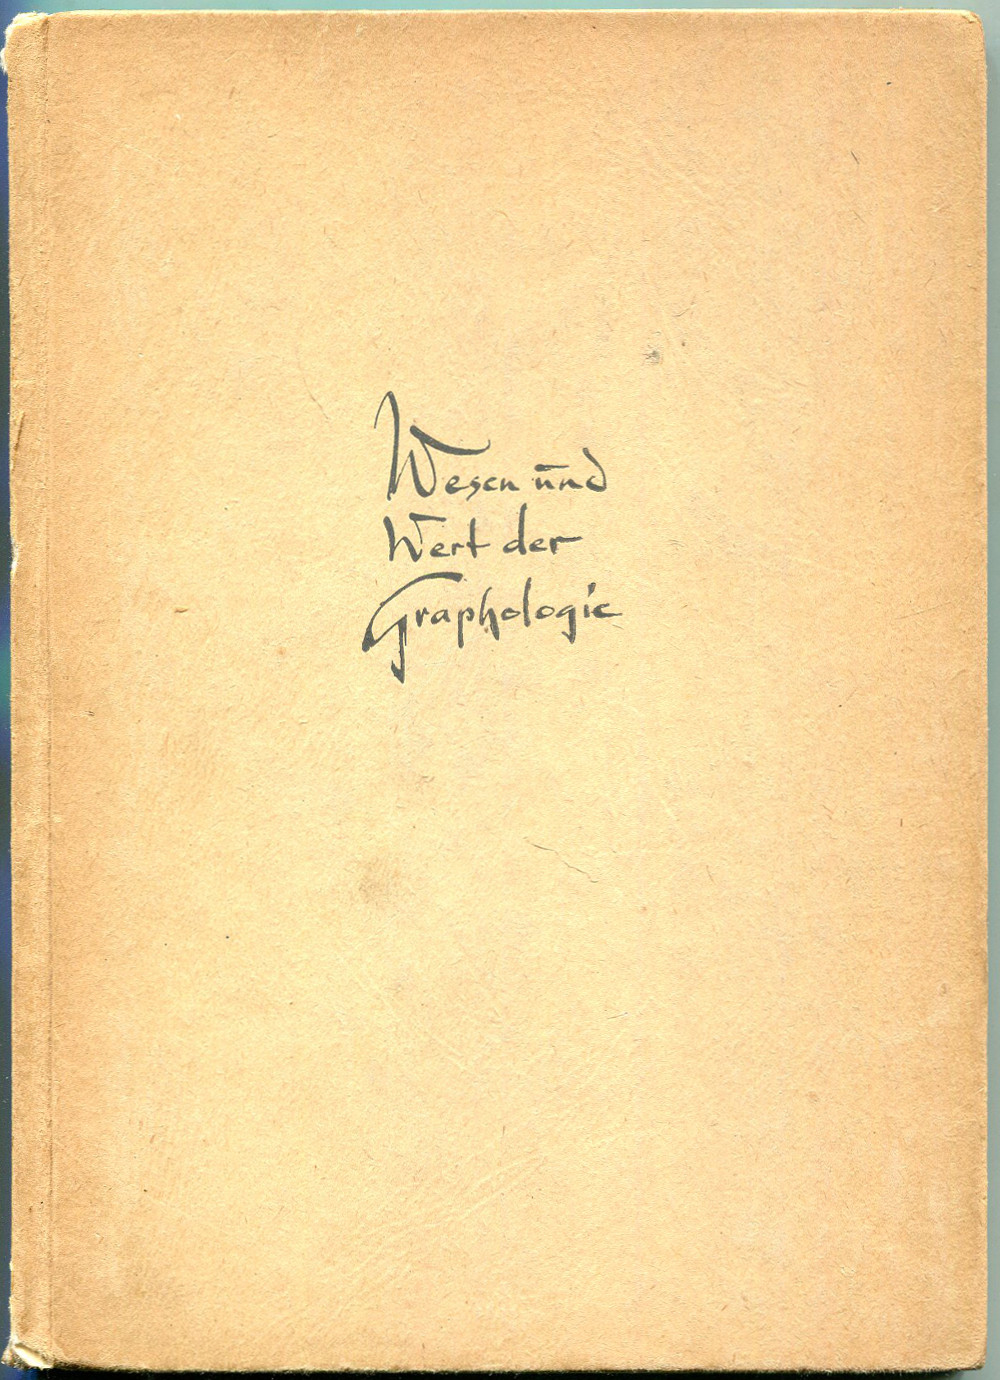 Wesen und
Wert der
Graphologie